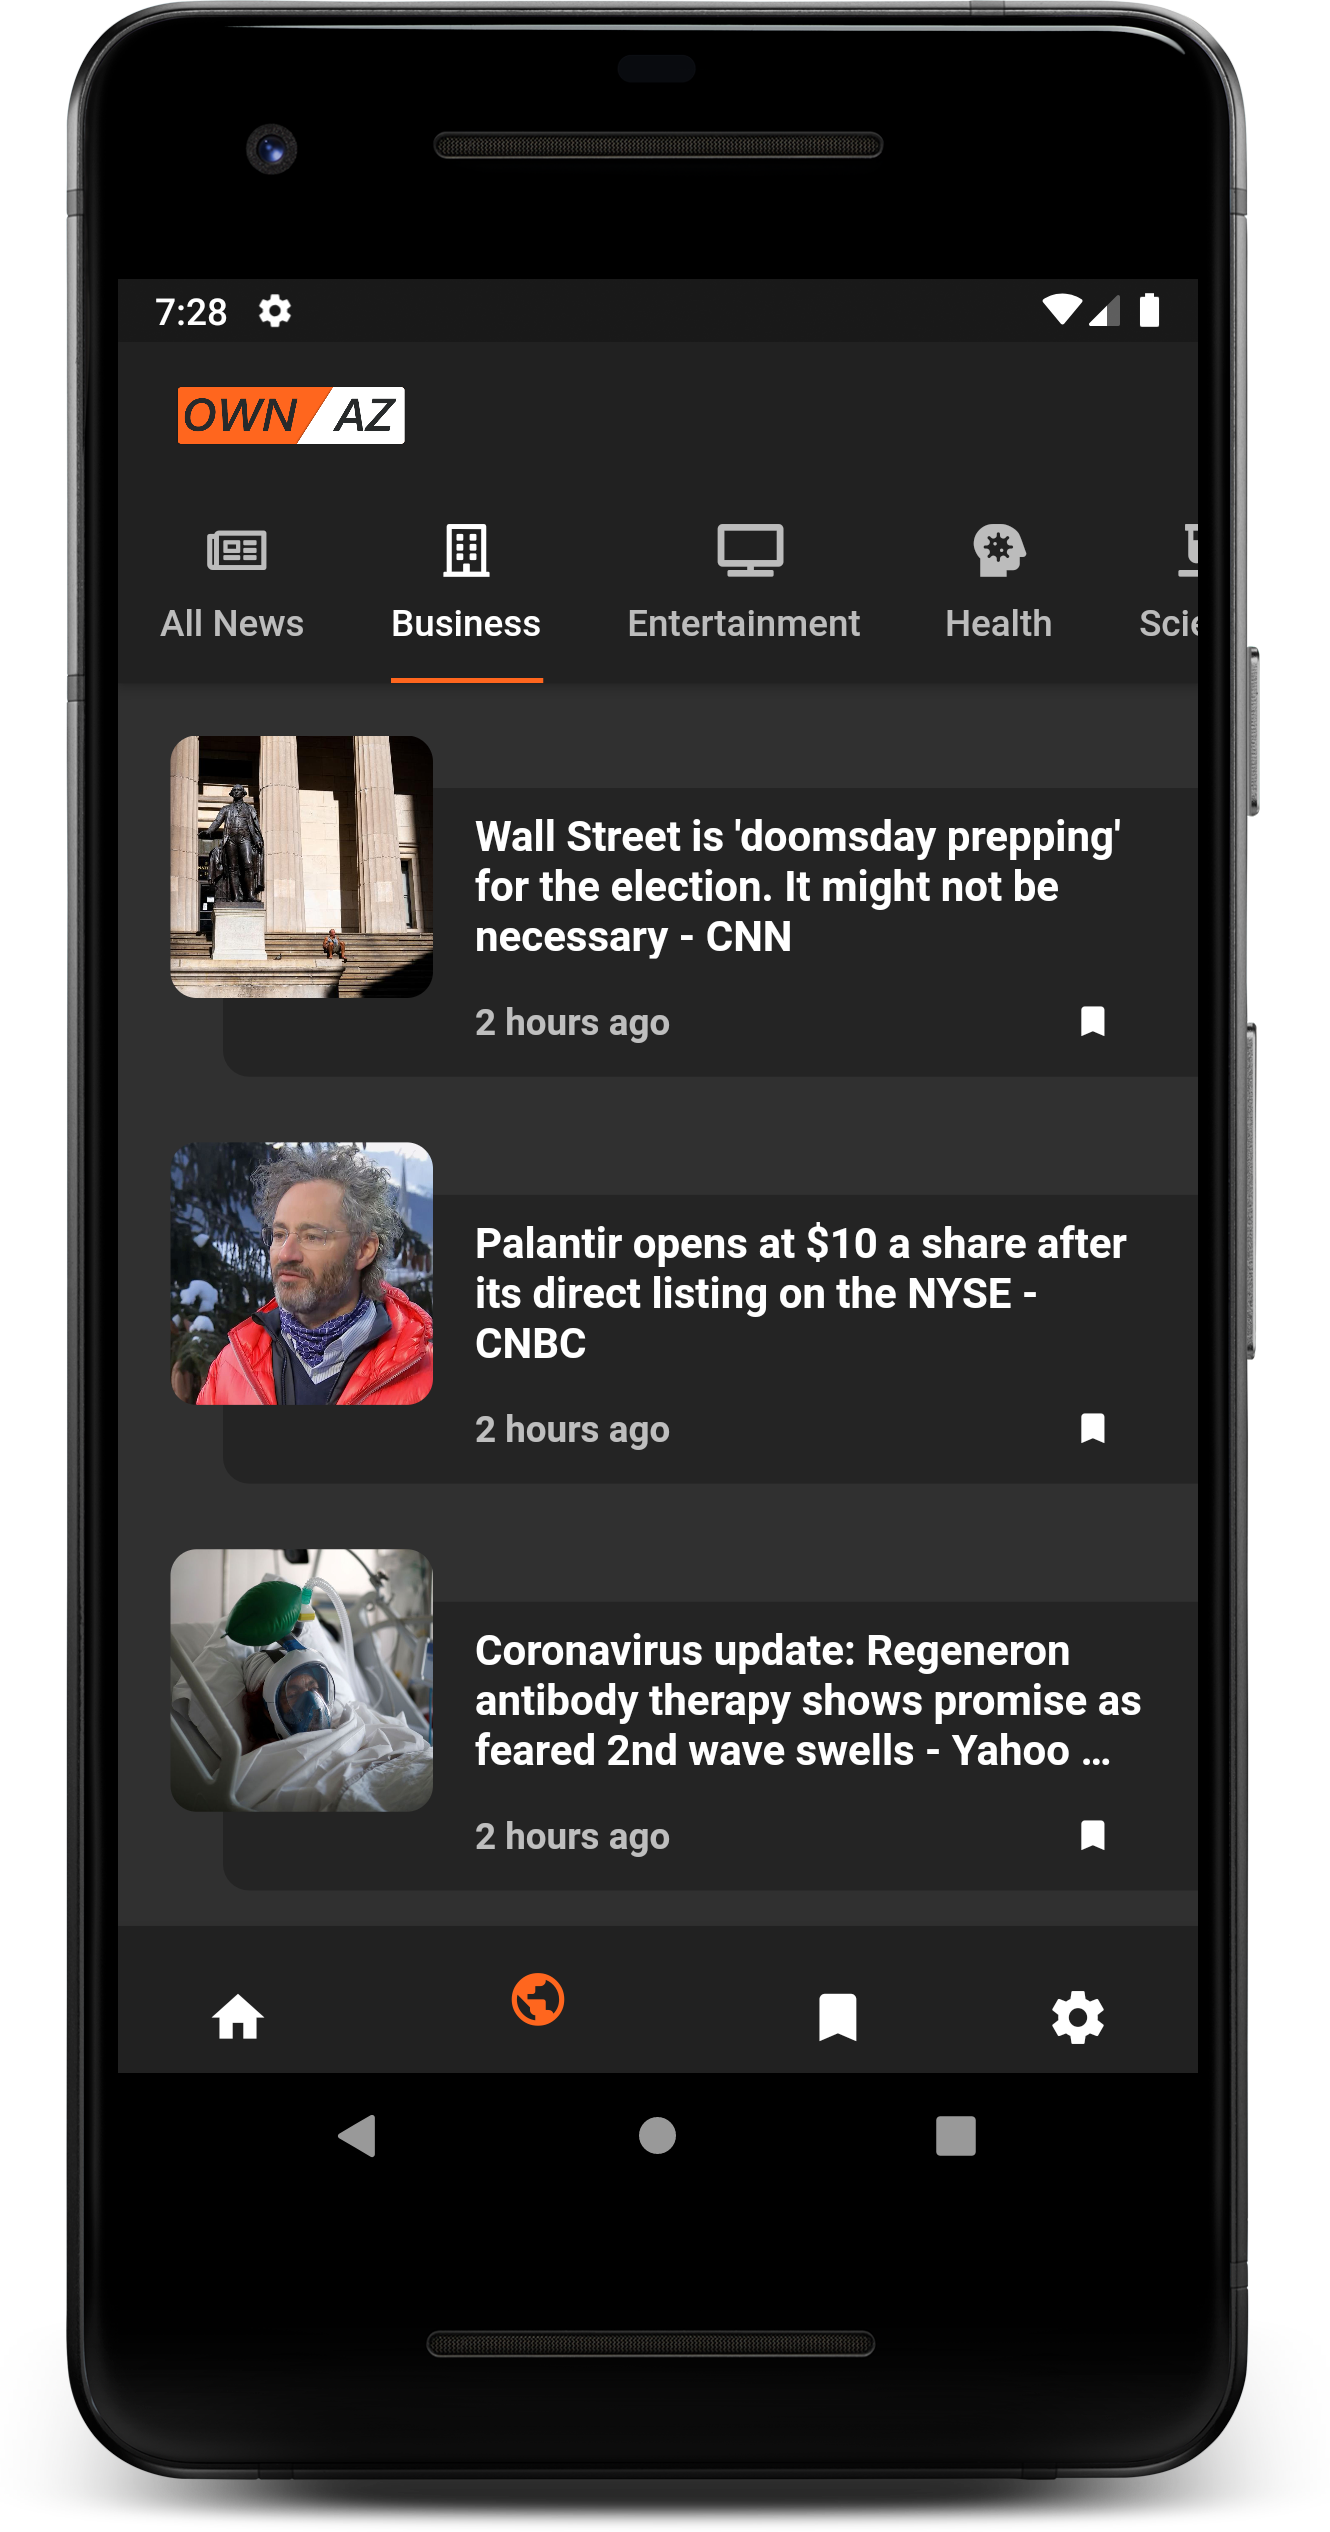 7:28
OWN AZ
All News
Business
Entertainment
Health
Scie
Wall Street is 'doomsday prepping'
for the election. It might not be
necessary - CNN
2 hours ago
Palantir opens at $10 a share after
its direct listing on the NYSE -
CNBC
2 hours ago
Coronavirus update: Regeneron
antibody therapy shows promise as
feared 2nd wave swells - Yahoo ...
2 hours ago